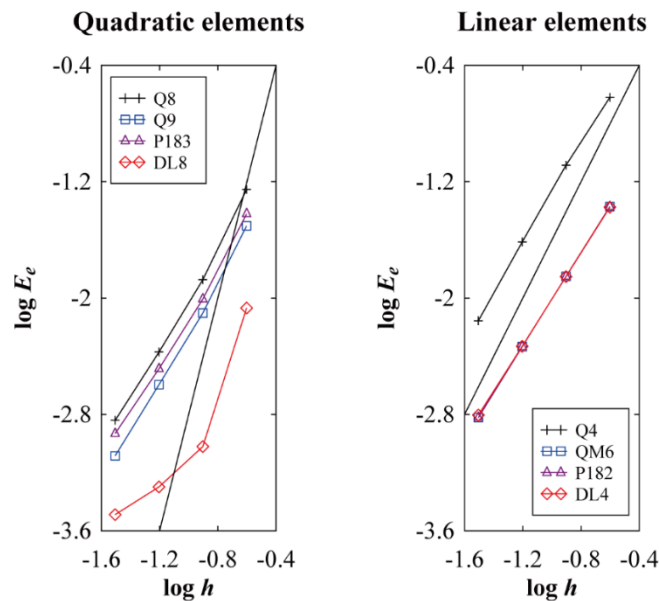 Quadratic elements
-0.4
-1.2
-2
-2.8
-3.6
log Ee
Q8
Q9
P183
DL8
-1.6 -1.2 -0.8 -0.4
log h
Linear elements
-0.4
-1.2
-2
-2.8
-3.6
log Ee
Q4
QM6
P182
DL4
-1.6 -1.2 -0.8 -0.4
log h